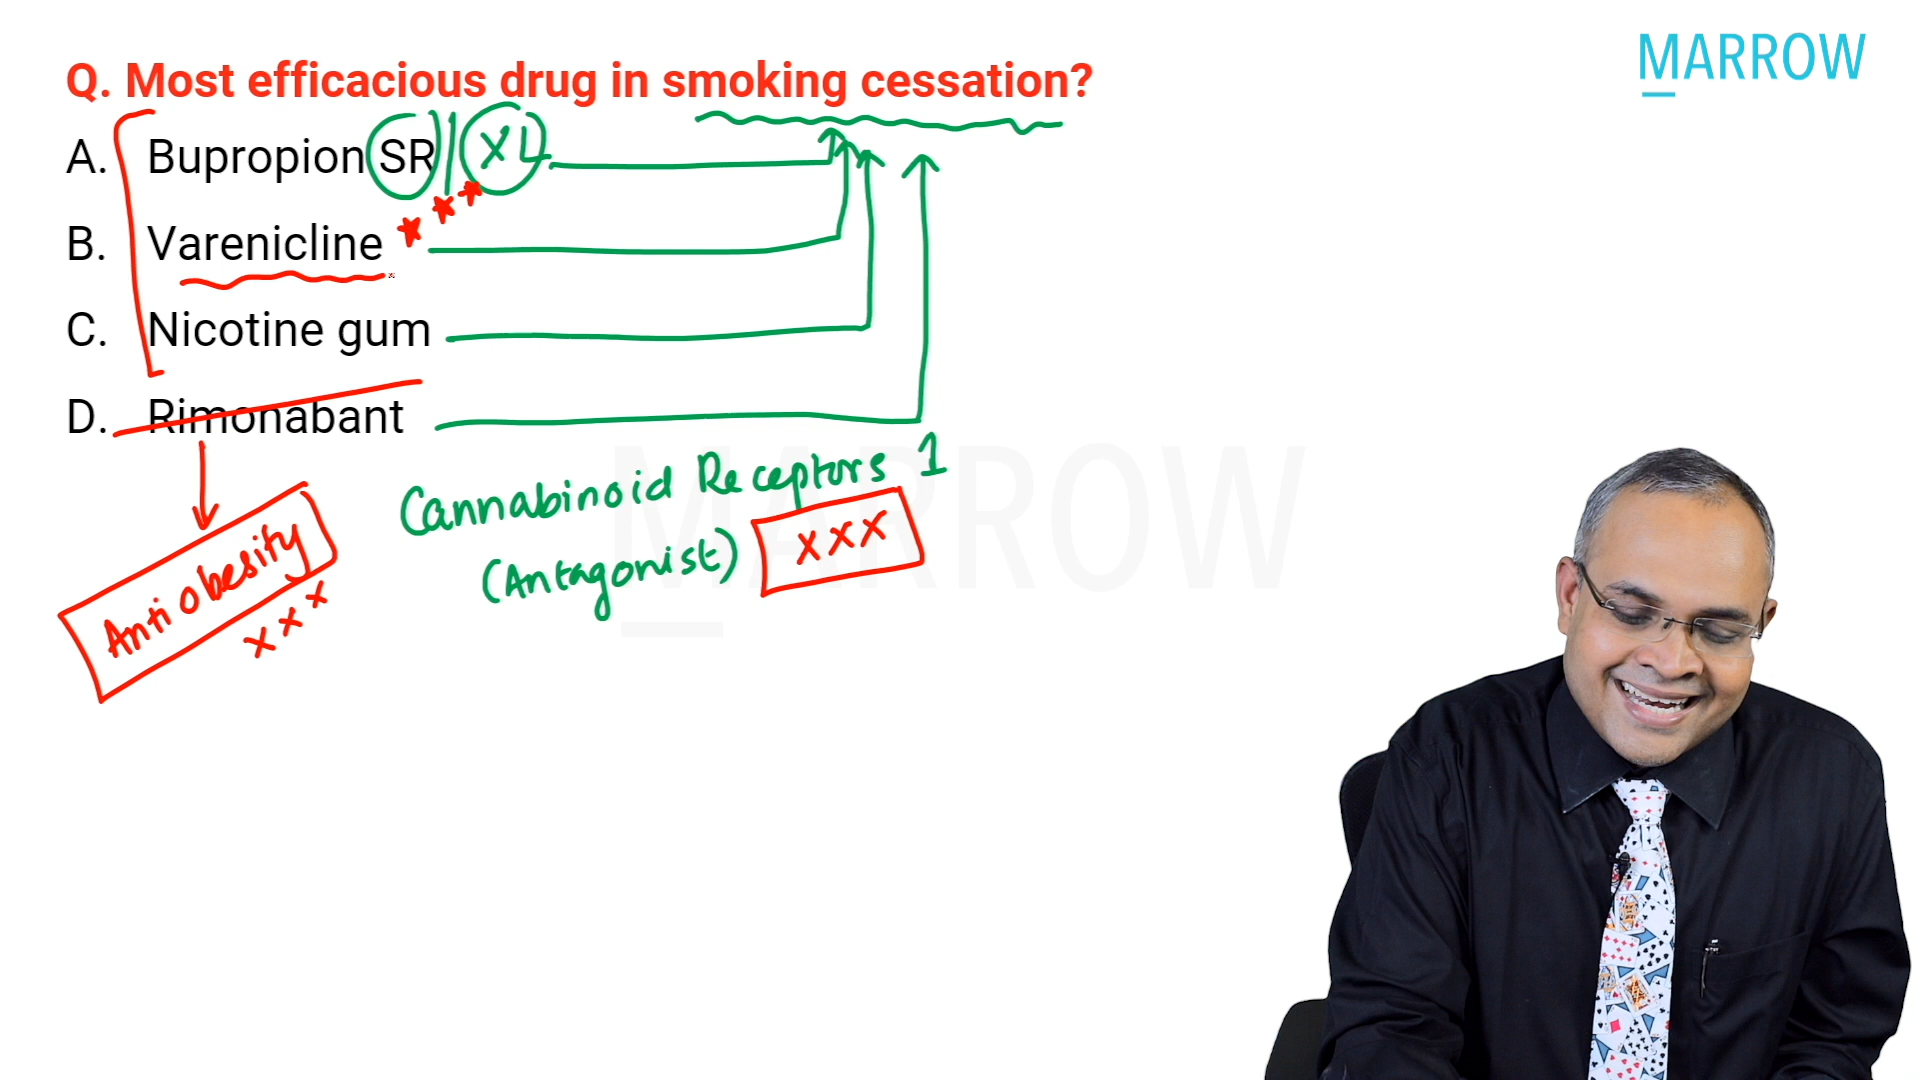 MARROW
Q. Most efficacious drug in smoking cessation?
A. Bupropion SR | XL
B. Varenicline
C. Nicotine gum
D. Rimonabant
Cannabinoid Receptors 1
(Antagonist) xxx
Anti obesity
xxx
MARROW